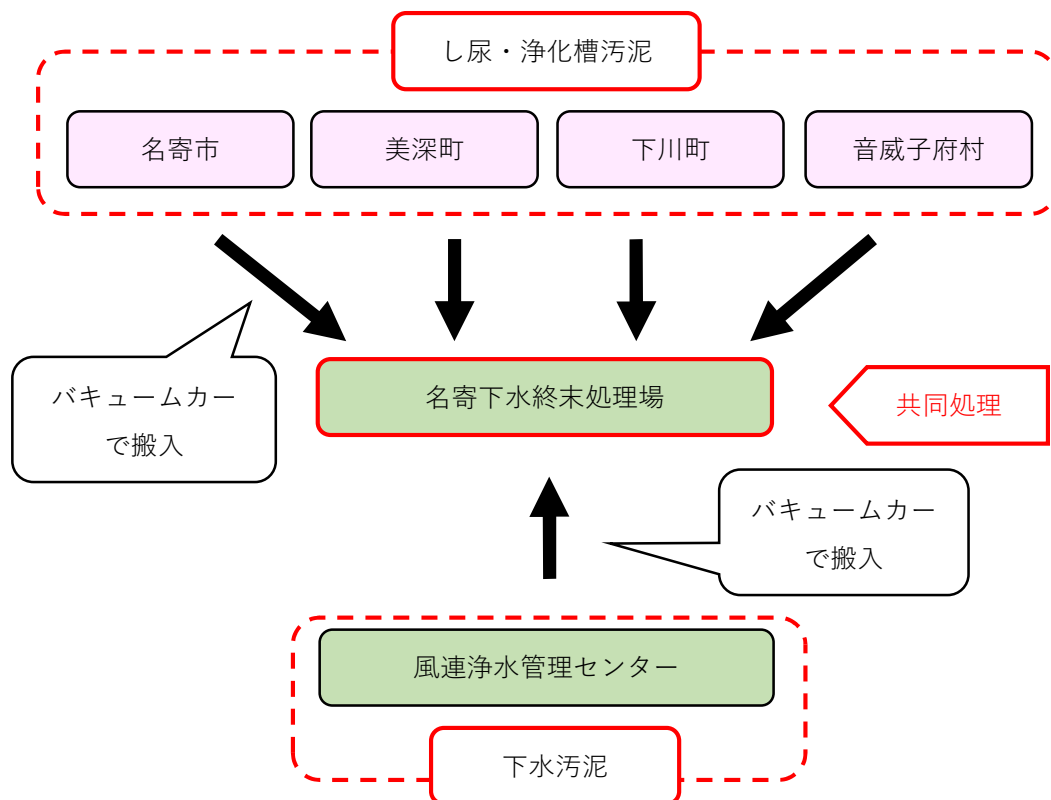 し尿・浄化槽汚泥
名寄市
美深町
下川町
音威子府村
バキュームカー
で搬入
名寄下水終末処理場
共同処理
バキュームカー
で搬入
風連浄水管理センター
下水汚泥